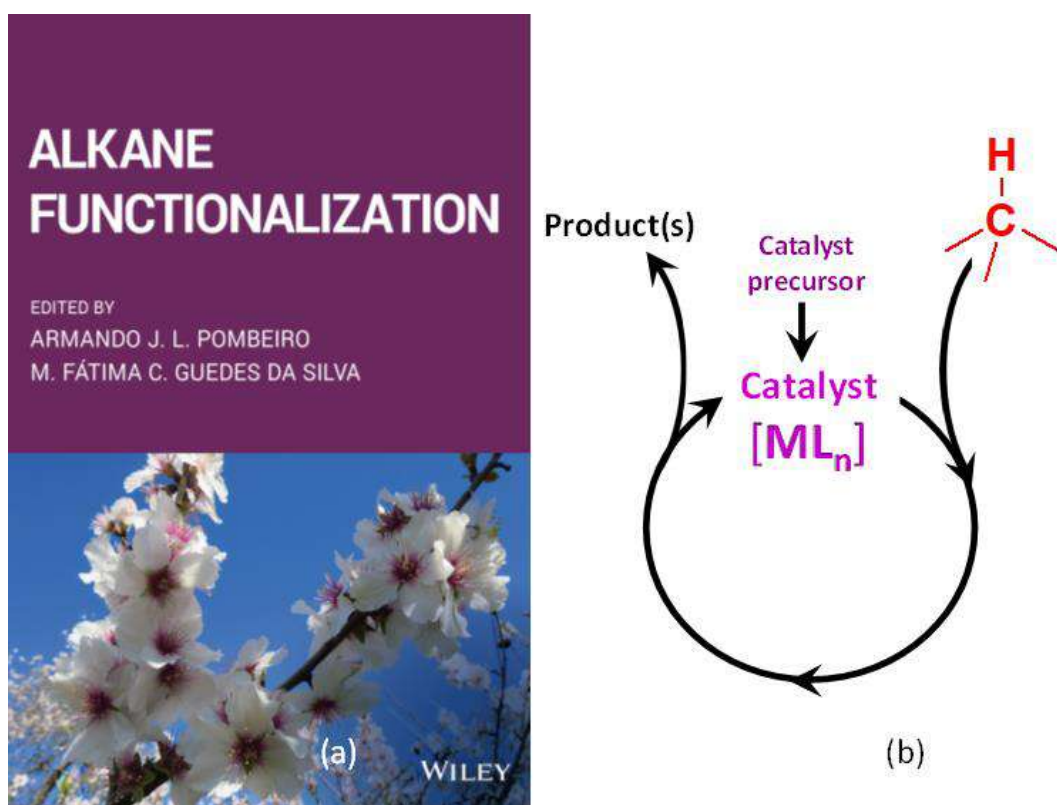 ALKANE
FUNCTIONALIZATION
EDITED BY
ARMANDO J. L. POMBEIRO
M. FÁTIMA C. GUEDES DA SILVA
(a)
WILEY
H
C
Product(s)
Catalyst
precursor
Catalyst
[MLn]
(b)